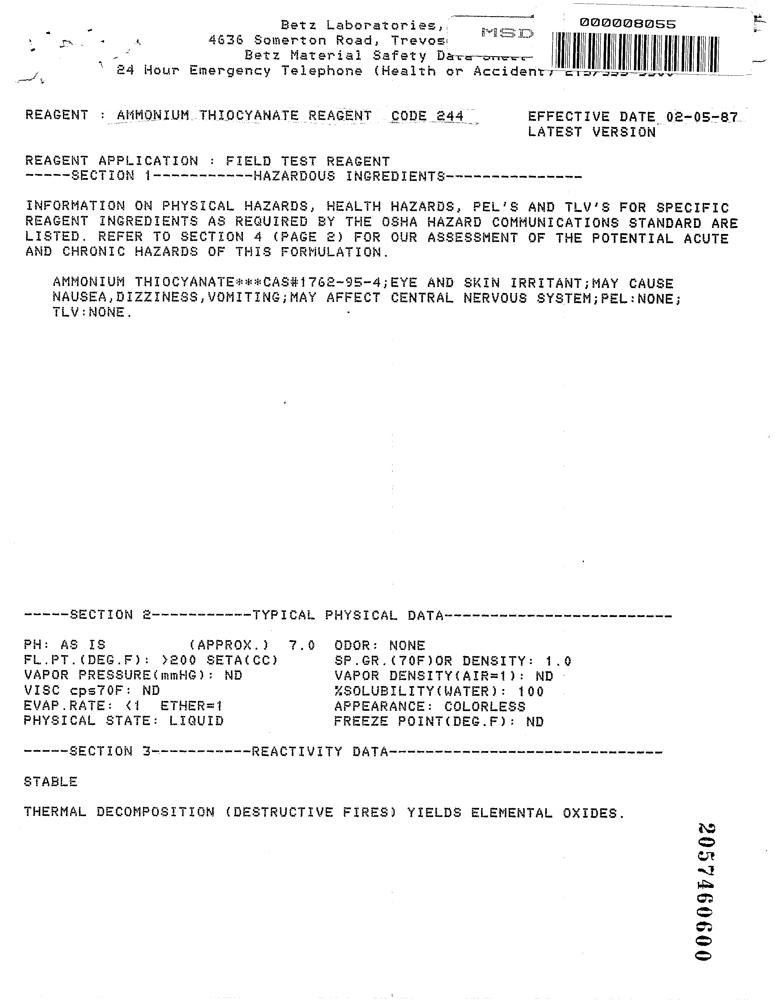 Betz Laboratories,
4636 Somerton Road, Trevos
Betz Material Safety Data Sheet
24 Hour Emergency Telephone (Health or Accident)
MSD
000008055
REAGENT : AMMONIUM THIOCYANATE REAGENT CODE 244 EFFECTIVE DATE 02-05-87
LATEST VERSION
REAGENT APPLICATION : FIELD TEST REAGENT
-----SECTION 1-----------HAZARDOUS INGREDIENTS---------------
INFORMATION ON PHYSICAL HAZARDS, HEALTH HAZARDS, PEL'S AND TLV'S FOR SPECIFIC
REAGENT INGREDIENTS AS REQUIRED BY THE OSHA HAZARD COMMUNICATIONS STANDARD ARE
LISTED. REFER TO SECTION 4 (PAGE 2) FOR OUR ASSESSMENT OF THE POTENTIAL ACUTE
AND CHRONIC HAZARDS OF THIS FORMULATION.
AMMONIUM THIOCYANATE***CAS#1762-95-4;EYE AND SKIN IRRITANT;MAY CAUSE
NAUSEA,DIZZINESS,VOMITING;MAY AFFECT CENTRAL NERVOUS SYSTEM;PEL:NONE;
TLV:NONE.
-----SECTION 2-----------TYPICAL PHYSICAL DATA-------------------------
PH: AS IS (APPROX.) 7.0 ODOR: NONE
FL.PT.(DEG.F): >200 SETA(CC) SP.GR.(70F)OR DENSITY: 1.0
VAPOR PRESSURE(mmHG): ND VAPOR DENSITY(AIR=1): ND
VISC cps70F: ND %SOLUBILITY(WATER): 100
EVAP.RATE: <1 ETHER=1 APPEARANCE: COLORLESS
PHYSICAL STATE: LIQUID FREEZE POINT(DEG.F): ND
-----SECTION 3-----------REACTIVITY DATA------------------------------
STABLE
THERMAL DECOMPOSITION (DESTRUCTIVE FIRES) YIELDS ELEMENTAL OXIDES.
2057460600